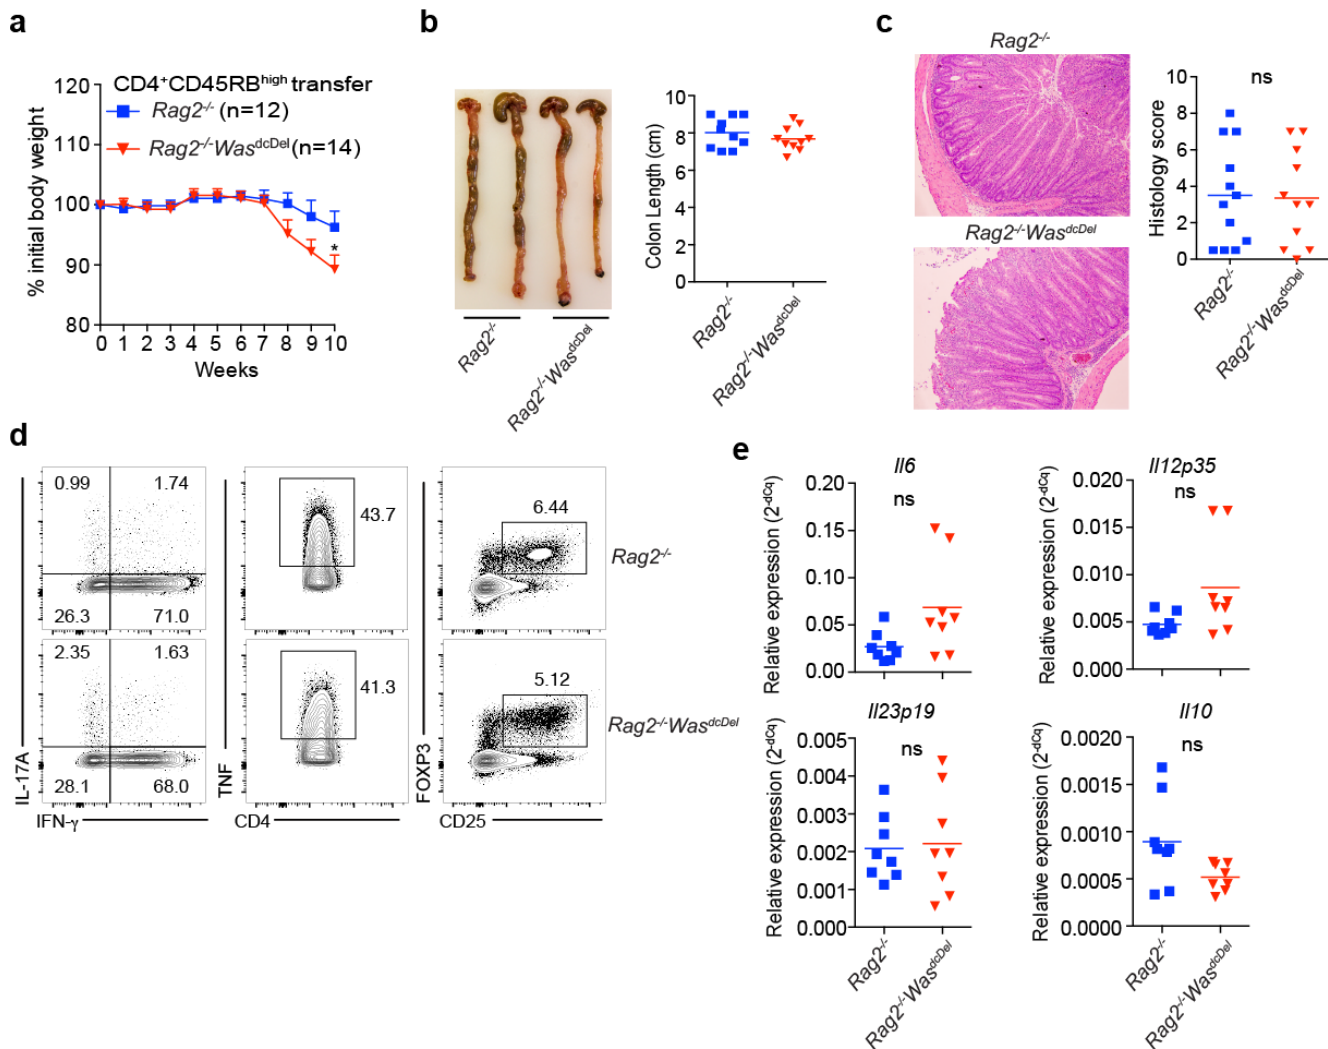 a
CD4⁺CD45RBhigh transfer
Rag2-/- (n=12)
Rag2-/-WasdcDel (n=14)
120
110
100
90
80
% initial body weight
*
0 1 2 3 4 5 6 7 8 9 10
Weeks
b
Rag2-/-
Rag2-/-WasdcDel
10
8
6
4
2
0
Colon Length (cm)
Rag2-/-
Rag2-/-WasdcDel
c
Rag2-/-
Rag2-/-WasdcDel
ns
10
8
6
4
2
0
Histology score
Rag2-/-
Rag2-/-WasdcDel
d
0.99 1.74
26.3 71.0
43.7
6.44
Rag2-/-
2.35 1.63
28.1 68.0
41.3
5.12
Rag2-/-WasdcDel
IL-17A
TNF
FOXP3
IFN-γ
CD4
CD25
e
Il6
ns
0.20
0.15
0.10
0.05
0.00
Relative expression (2-dCq)
Il12p35
ns
0.020
0.015
0.010
0.005
0.000
Relative expression (2-dCq)
Il23p19
ns
0.005
0.004
0.003
0.002
0.001
0.000
Relative expression (2-dCq)
Rag2-/-
Rag2-/-WasdcDel
Il10
ns
0.0020
0.0015
0.0010
0.0005
0.000
Relative expression (2-dCq)
Rag2-/-
Rag2-/-WasdcDel